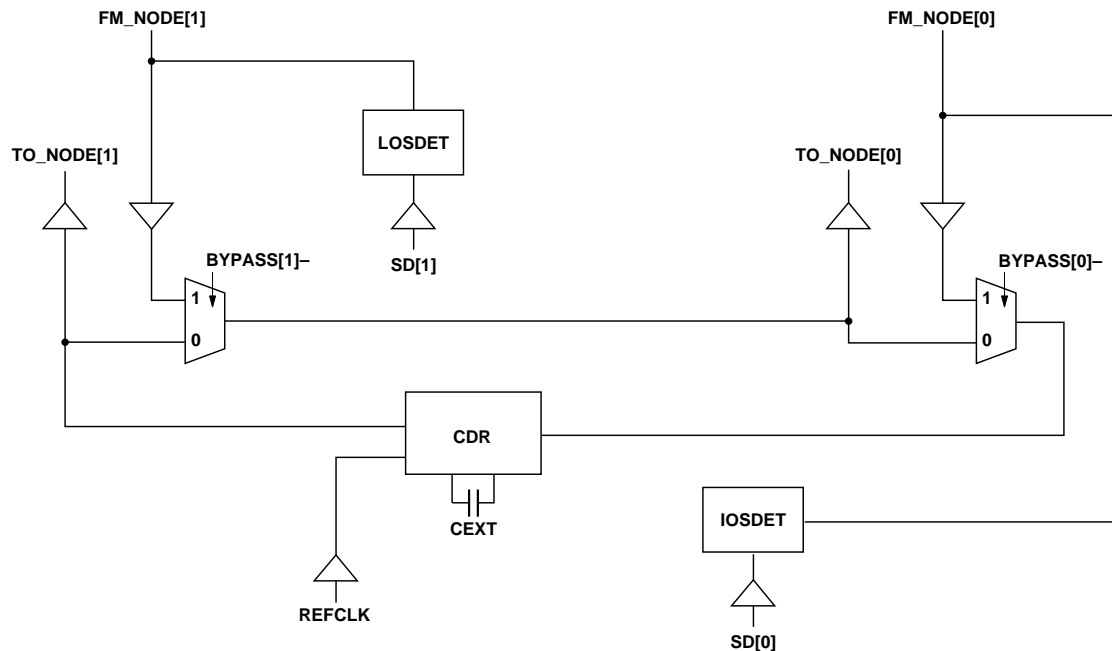 FM_NODE[1]
FM_NODE[0]
LOSDET
TO_NODE[1]
TO_NODE[0]
SD[1]
BYPASS[1]–
BYPASS[0]–
1
0
1
0
CDR
CEXT
IOSDET
REFCLK
SD[0]